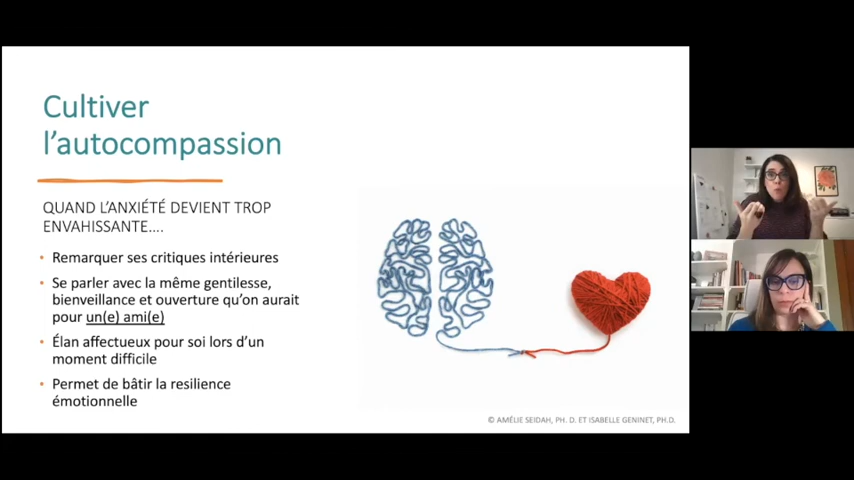 Cultiver
l'autocompassion
QUAND L'ANXIÉTÉ DEVIENT TROP
ENVAHISSANTE....
• Remarquer ses critiques intérieures
• Se parler avec la même gentilesse,
bienveillance et ouverture qu'on aurait
pour un(e) ami(e)
• Élan affectueux pour soi lors d'un
moment difficile
• Permet de bâtir la resilience
émotionnelle
© AMÉLIE SEIDAH, PH. D. ET ISABELLE GENINET, PH.D.